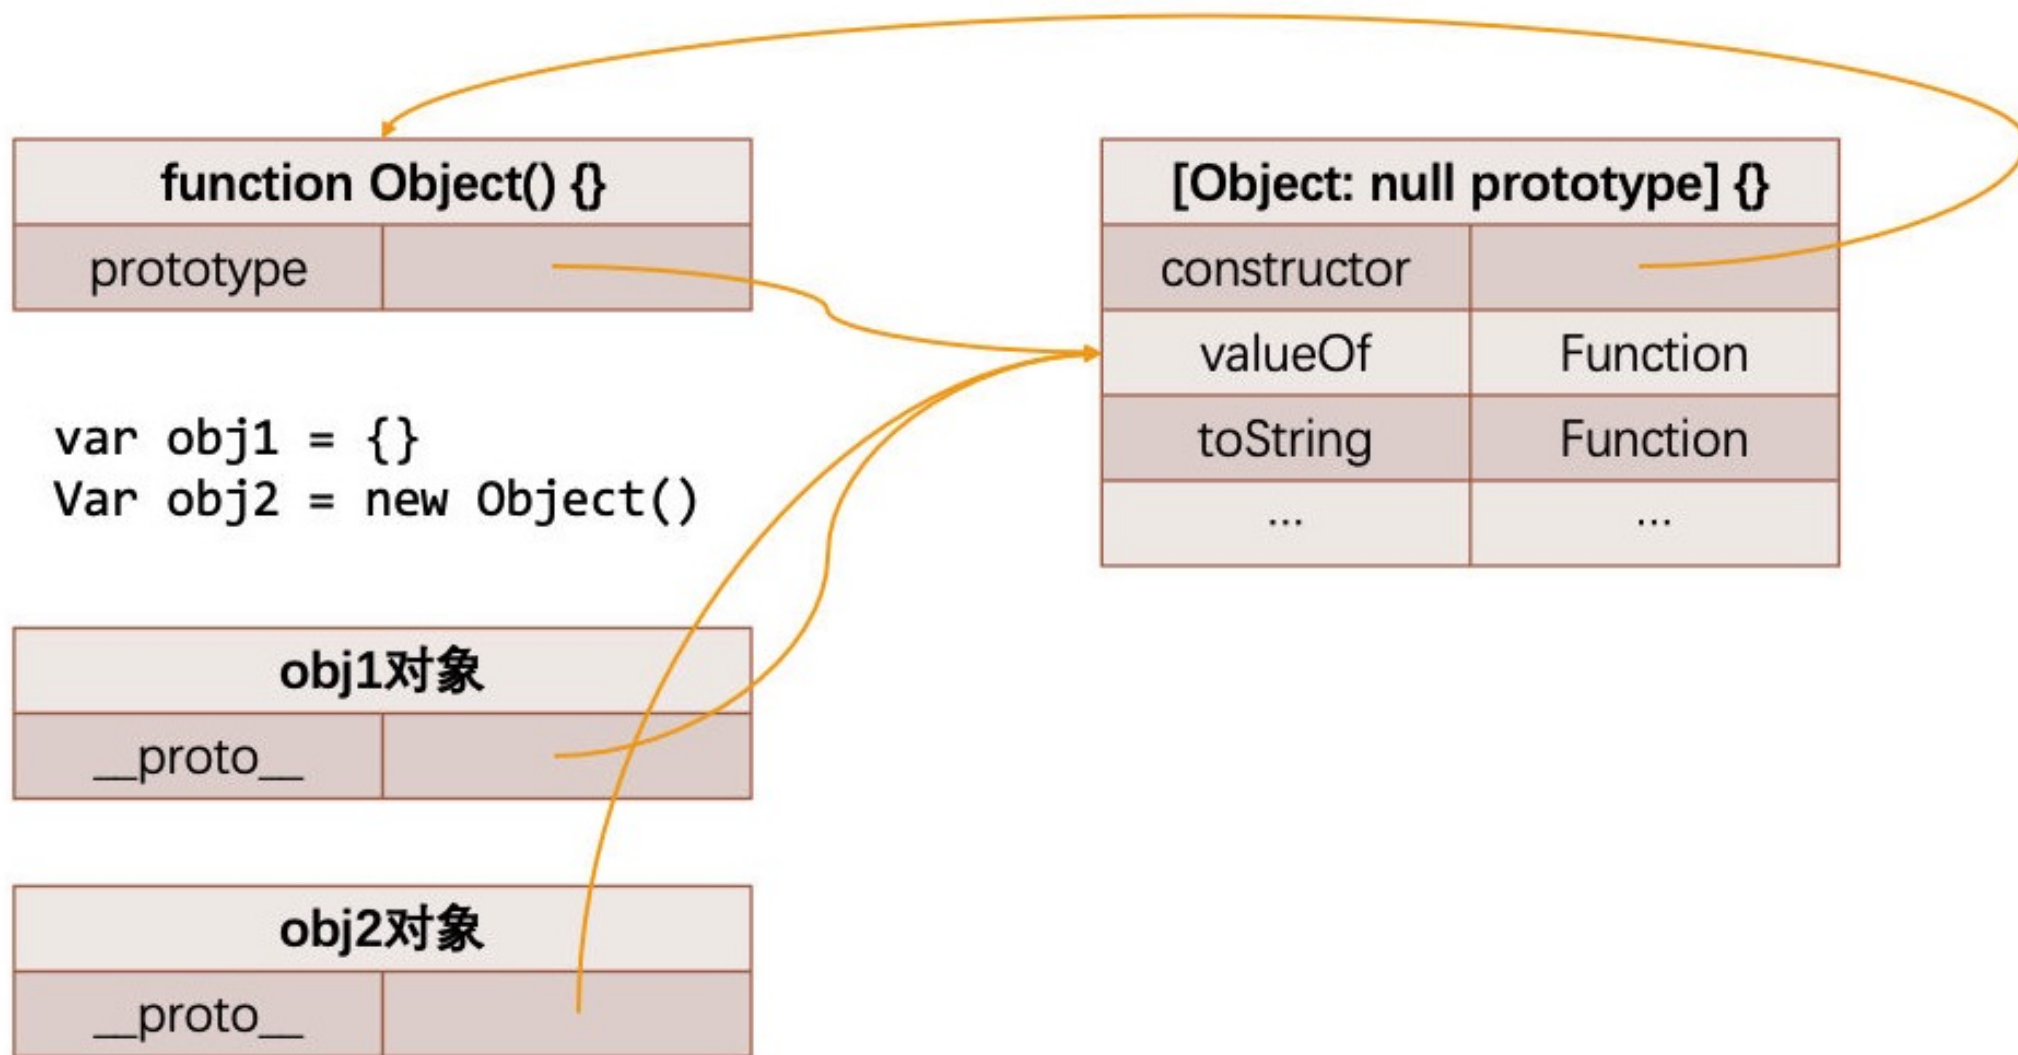 function Object() {}
prototype
[Object: null prototype] {}
constructor
valueOf Function
toString Function
... ...
var obj1 = {}
Var obj2 = new Object()
obj1对象
__proto__
obj2对象
__proto__